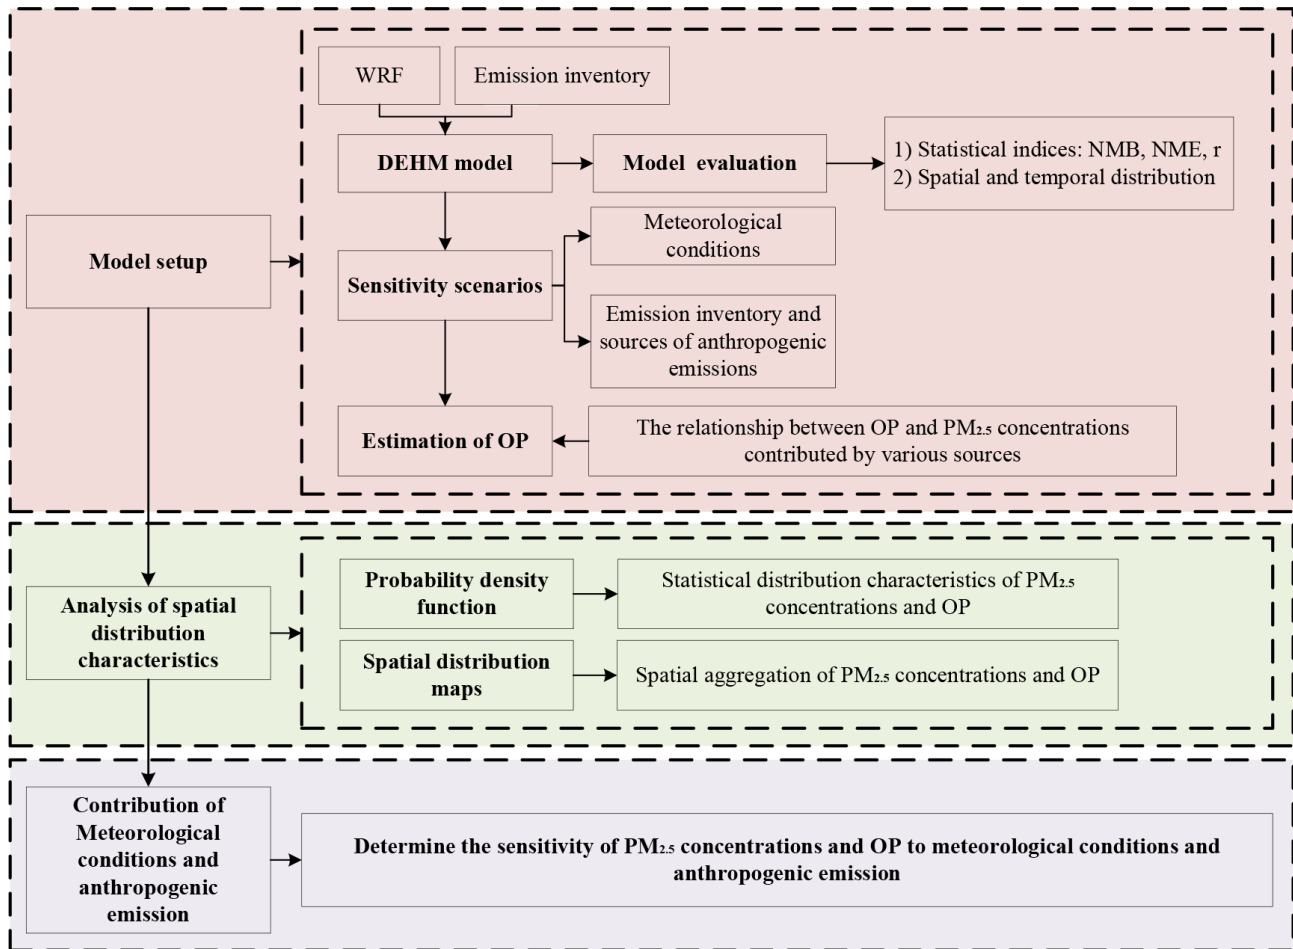 WRF
Emission inventory
DEHM model
Model evaluation
1) Statistical indices: NMB, NME, r
2) Spatial and temporal distribution
Model setup
Meteorological
conditions
Sensitivity scenarios
Emission inventory and
sources of anthropogenic
emissions
Estimation of OP
The relationship between OP and PM₂.₅ concentrations
contributed by various sources
Analysis of spatial
distribution
characteristics
Probability density
function
Statistical distribution characteristics of PM₂.₅
concentrations and OP
Spatial distribution
maps
Spatial aggregation of PM₂.₅ concentrations and OP
Contribution of
Meteorological
conditions and
anthropogenic
emission
Determine the sensitivity of PM₂.₅ concentrations and OP to meteorological conditions and
anthropogenic emission